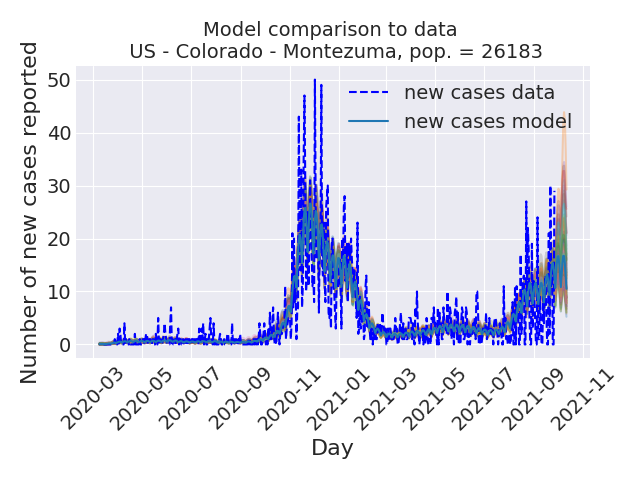 Model comparison to data
US - Colorado - Montezuma, pop. = 26183
Number of new cases reported
50
40
30
20
10
0
new cases data
new cases model
2020-03
2020-05
2020-07
2020-09
2020-11
2021-01
2021-03
2021-05
2021-07
2021-09
2021-11
Day